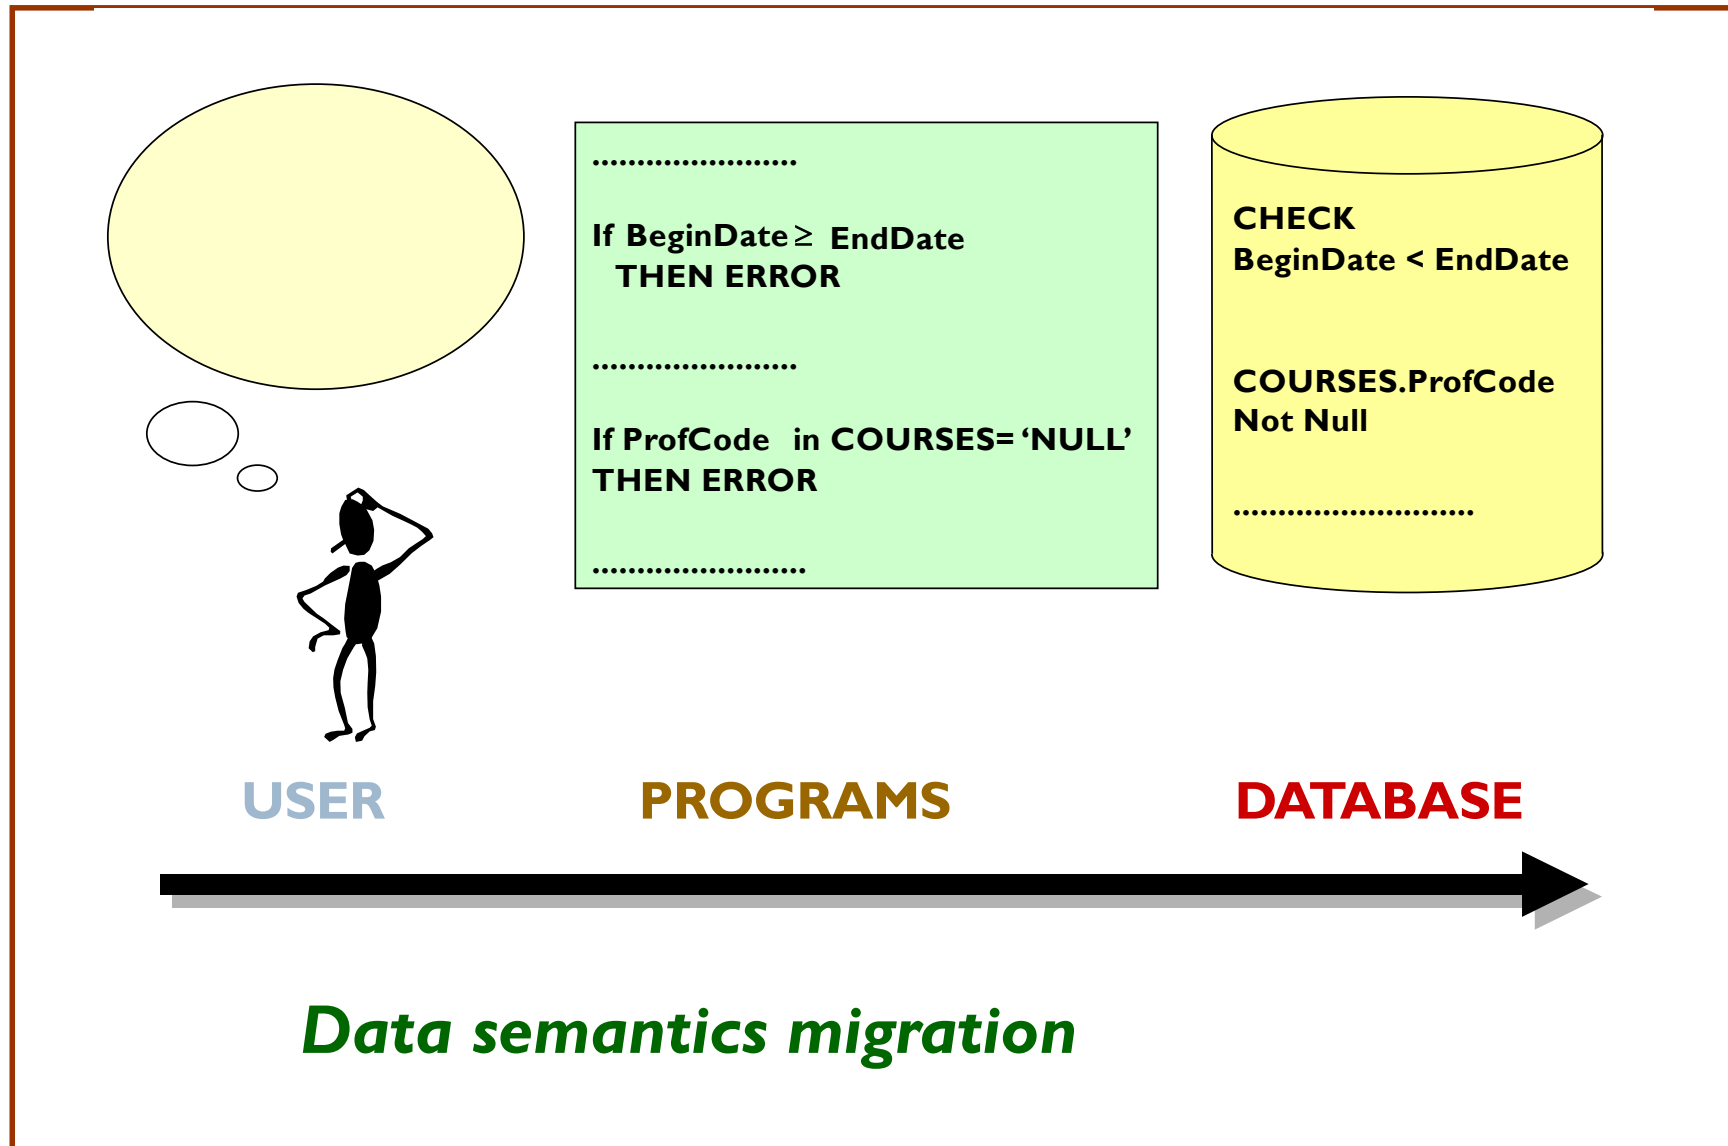 .......................
If BeginDate ≥ EndDate
THEN ERROR
.......................
If ProfCode in COURSES= ‘NULL’
THEN ERROR
........................
CHECK
BeginDate < EndDate
COURSES.ProfCode
Not Null
...........................
USER
PROGRAMS
DATABASE
Data semantics migration